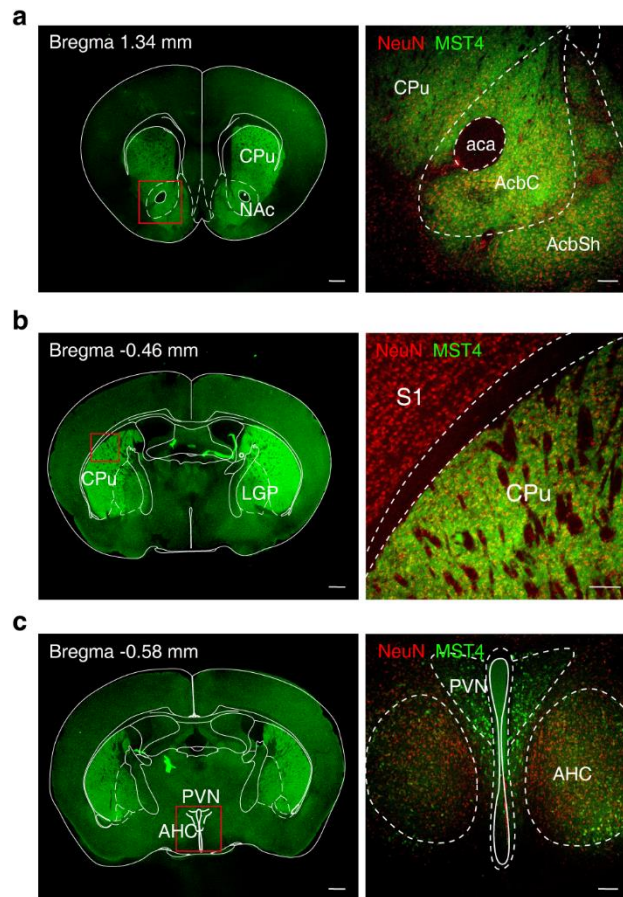 a
Bregma 1.34 mm
CPu
NAc
NeuN MST4
CPu
aca
AcbC
AcbSh
b
Bregma -0.46 mm
CPu
LGP
NeuN MST4
S1
CPu
c
Bregma -0.58 mm
PVN
AHC
NeuN MST4
PVN
AHC